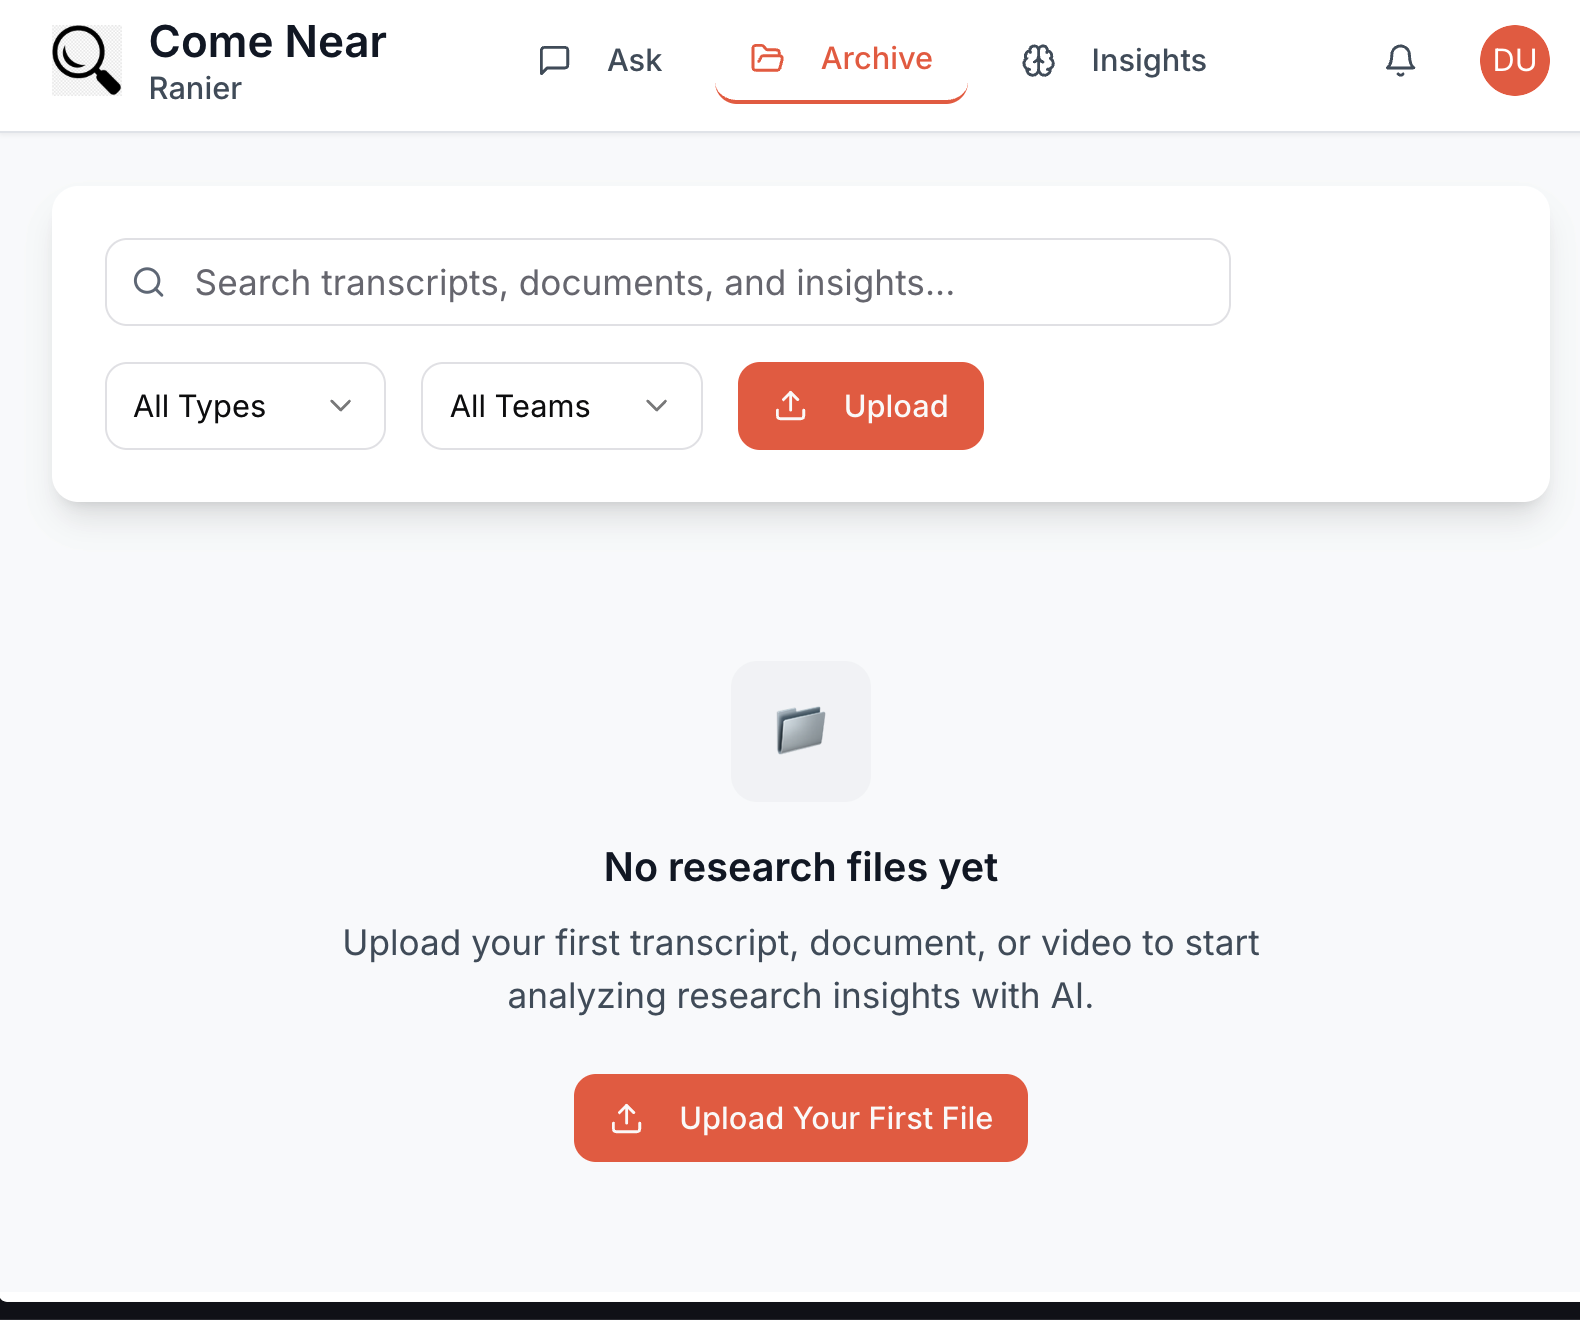 Come Near
Ranier
Ask
Archive
Insights
DU
Search transcripts, documents, and insights...
All Types
All Teams
Upload
No research files yet
Upload your first transcript, document, or video to start
analyzing research insights with AI.
Upload Your First File